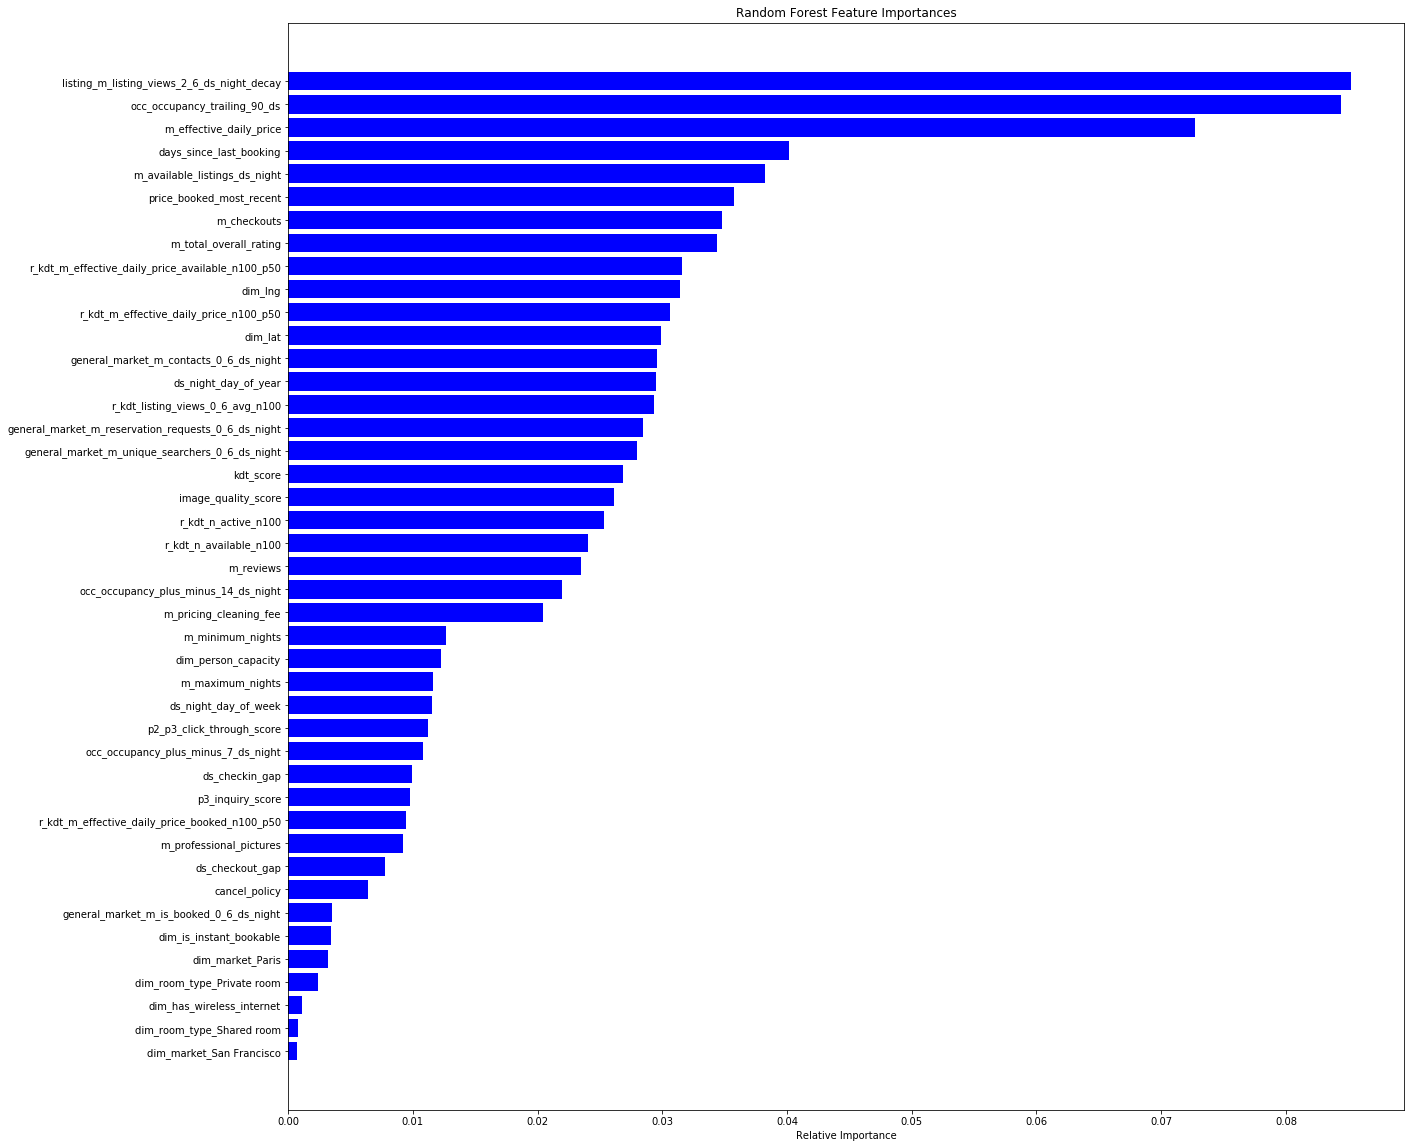 Random Forest Feature Importances
listing_m_listing_views_2_6_ds_night_decay
occ_occupancy_trailing_90_ds
m_effective_daily_price
days_since_last_booking
m_available_listings_ds_night
price_booked_most_recent
m_checkouts
m_total_overall_rating
r_kdt_m_effective_daily_price_available_n100_p50
dim_lng
r_kdt_m_effective_daily_price_n100_p50
dim_lat
general_market_m_contacts_0_6_ds_night
ds_night_day_of_year
r_kdt_listing_views_0_6_avg_n100
general_market_m_reservation_requests_0_6_ds_night
general_market_m_unique_searchers_0_6_ds_night
kdt_score
image_quality_score
r_kdt_n_active_n100
r_kdt_n_available_n100
m_reviews
occ_occupancy_plus_minus_14_ds_night
m_pricing_cleaning_fee
m_minimum_nights
dim_person_capacity
m_maximum_nights
ds_night_day_of_week
p2_p3_click_through_score
occ_occupancy_plus_minus_7_ds_night
ds_checkin_gap
p3_inquiry_score
r_kdt_m_effective_daily_price_booked_n100_p50
m_professional_pictures
ds_checkout_gap
cancel_policy
general_market_m_is_booked_0_6_ds_night
dim_is_instant_bookable
dim_market_Paris
dim_room_type_Private room
dim_has_wireless_internet
dim_room_type_Shared room
dim_market_San Francisco
0.00 0.01 0.02 0.03 0.04 0.05 0.06 0.07 0.08
Relative Importance